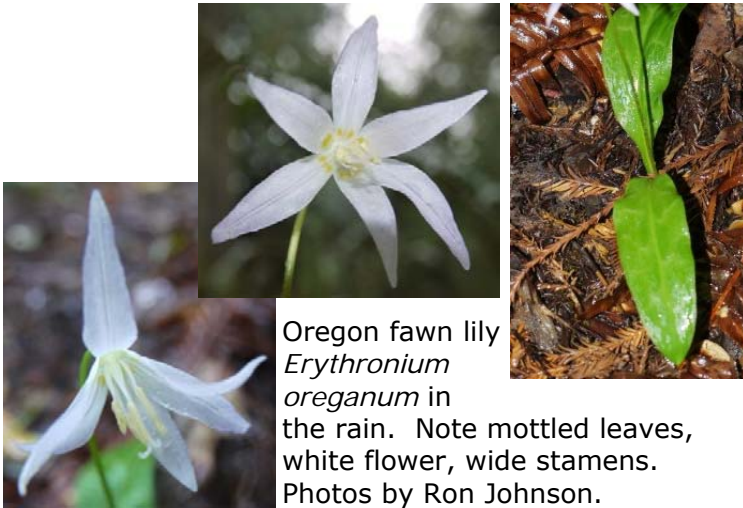 Oregon fawn lily
Erythronium
oreganum in
the rain. Note mottled leaves,
white flower, wide stamens.
Photos by Ron Johnson.